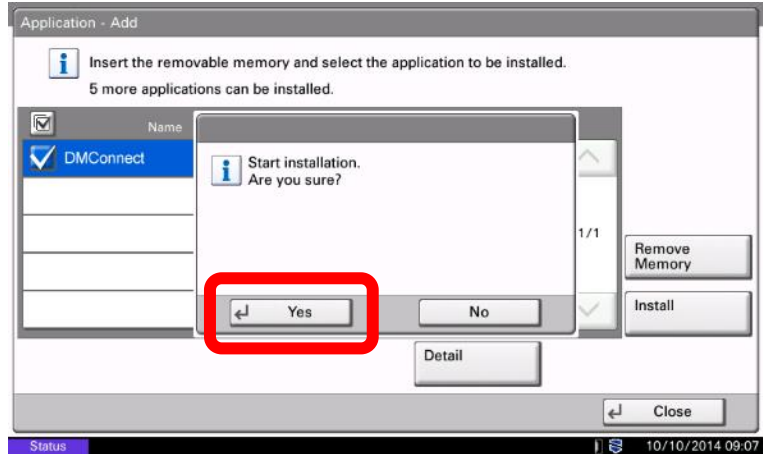 Application - Add
Insert the removable memory and select the application to be installed.
5 more applications can be installed.
Name
DMConnect
Start installation.
Are you sure?
1/1
Remove
Memory
Yes
No
Install
Detail
Close
Status
10/10/2014 09:07